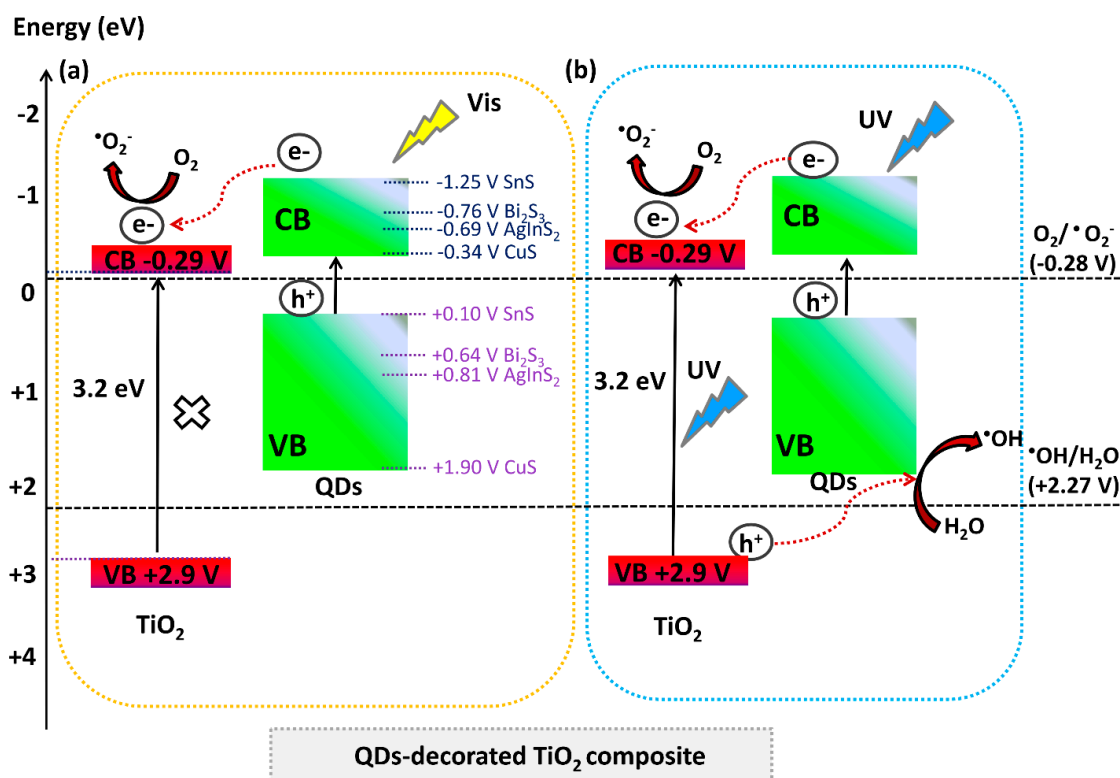 Energy (eV)
-2
-1
0
+1
+2
+3
+4
(a)
Vis
•O₂⁻
O₂
e-
e-
CB -0.29 V
CB
-1.25 V SnS
-0.76 V Bi₂S₃
-0.69 V AgInS₂
-0.34 V CuS
h⁺
+0.10 V SnS
+0.64 V Bi₂S₃
+0.81 V AgInS₂
+1.90 V CuS
3.2 eV
VB
QDs
VB +2.9 V
TiO₂
(b)
UV
•O₂⁻
O₂
e-
e-
CB -0.29 V
CB
h⁺
3.2 eV
UV
VB
QDs
•OH
H₂O
h⁺
VB +2.9 V
TiO₂
O₂/•O₂⁻
(-0.28 V)
•OH/H₂O
(+2.27 V)
QDs-decorated TiO₂ composite